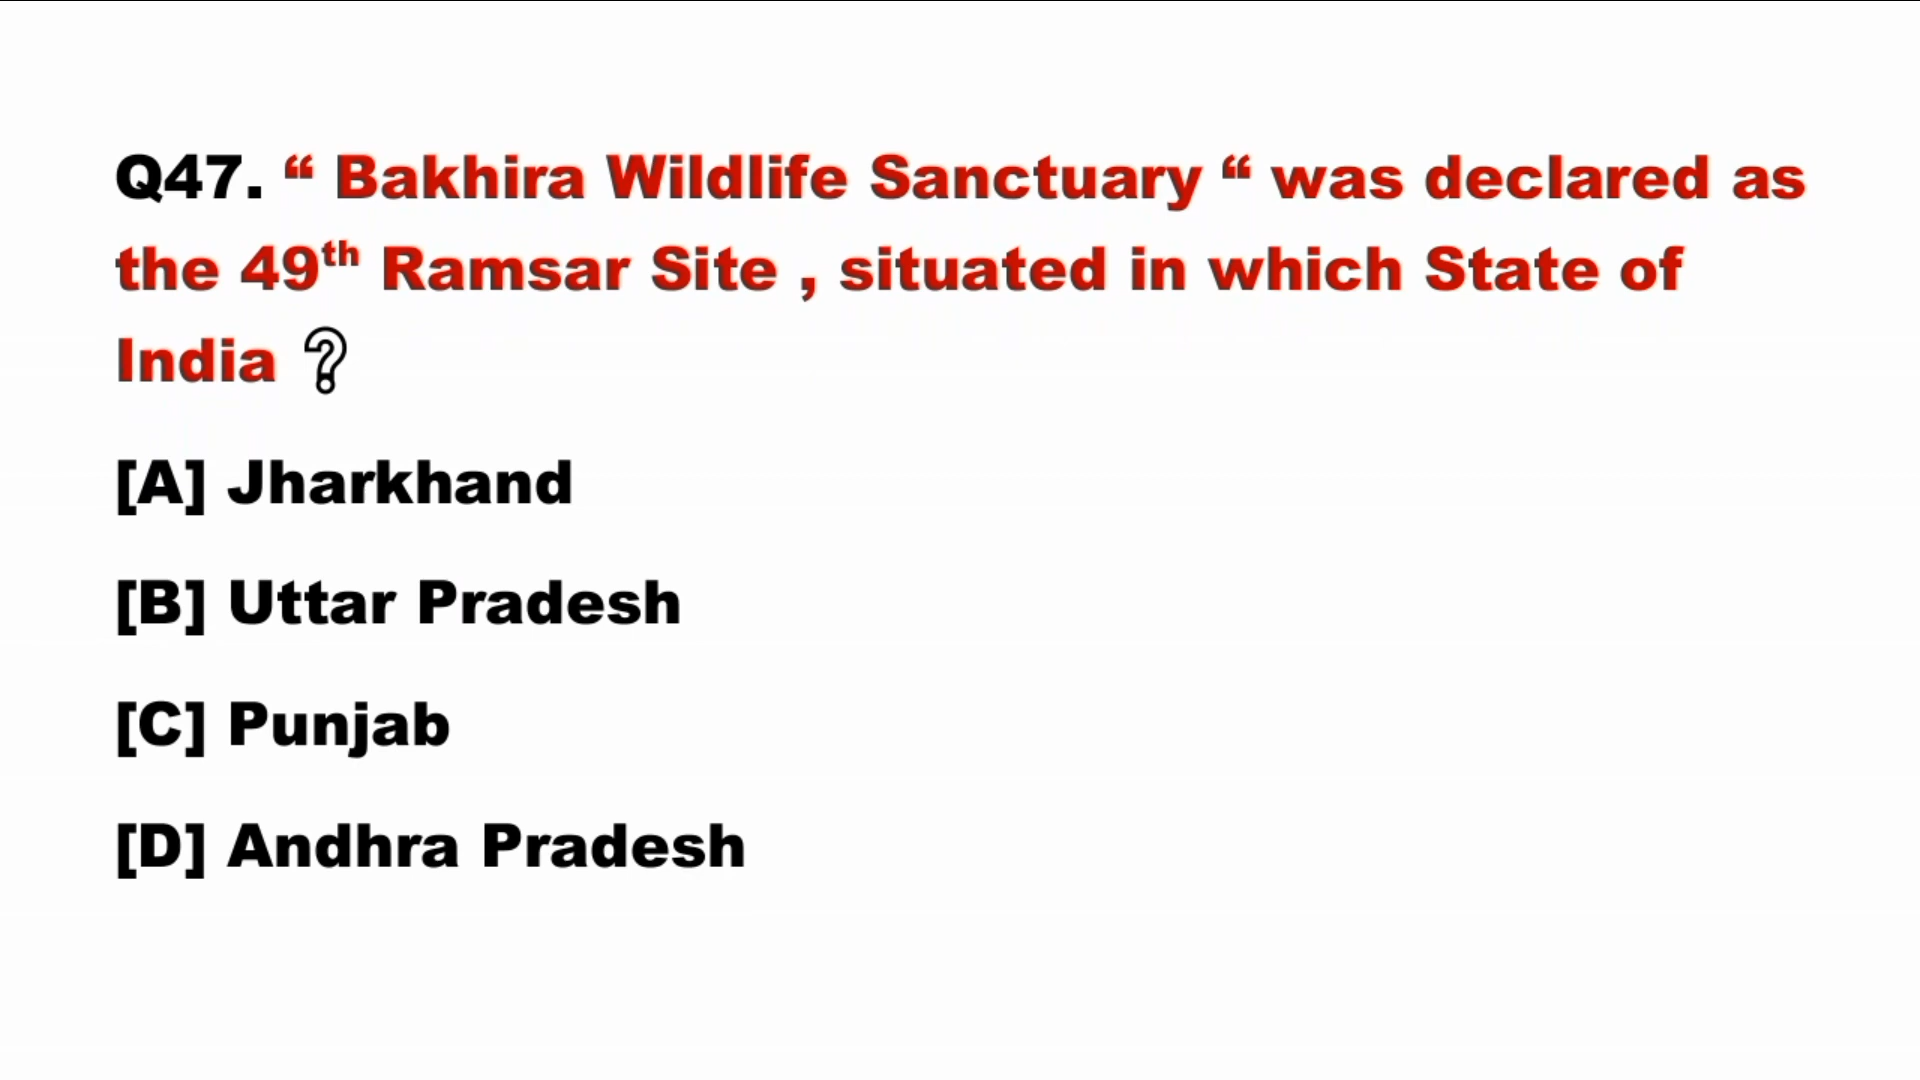 Q47. “ Bakhira Wildlife Sanctuary “ was declared as
the 49th Ramsar Site , situated in which State of
India ?
[A] Jharkhand
[B] Uttar Pradesh
[C] Punjab
[D] Andhra Pradesh